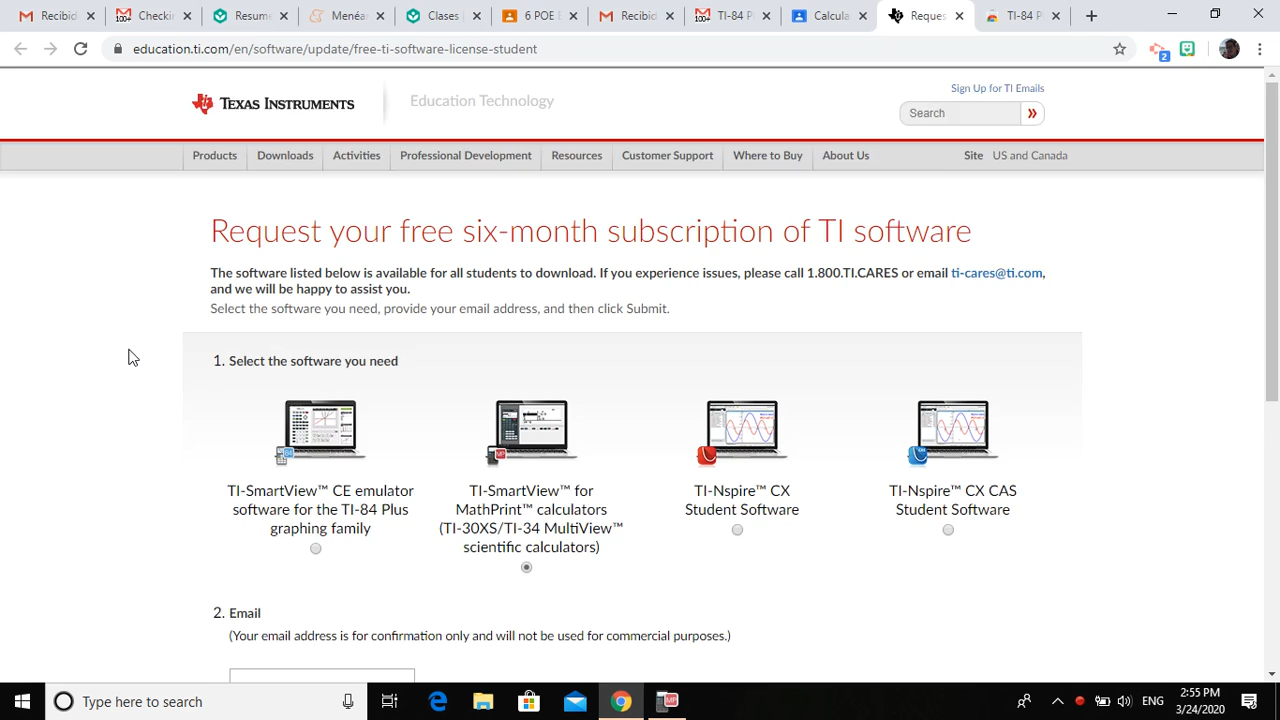 Recibid
Checkin
Resume
Menéa
Clases
6 POE E
Recibid
TI-84 P
Calcula
Reques
TI-84 P
education.ti.com/en/software/update/free-ti-software-license-student
2
TEXAS INSTRUMENTS
Education Technology
Sign Up for TI Emails
Search
Products Downloads Activities Professional Development Resources Customer Support Where to Buy About Us Site US and Canada
Request your free six-month subscription of TI software
The software listed below is available for all students to download. If you experience issues, please call 1.800.TI.CARES or email ti-cares@ti.com,
and we will be happy to assist you.
Select the software you need, provide your email address, and then click Submit.
1. Select the software you need
TI-SmartView™ CE emulator
software for the TI-84 Plus
graphing family
TI-SmartView™ for
MathPrint™ calculators
(TI-30XS/TI-34 MultiView™
scientific calculators)
TI-Nspire™ CX
Student Software
TI-Nspire™ CX CAS
Student Software
2. Email
(Your email address is for confirmation only and will not be used for commercial purposes.)
Type here to search
ENG
2:55 PM
3/24/2020